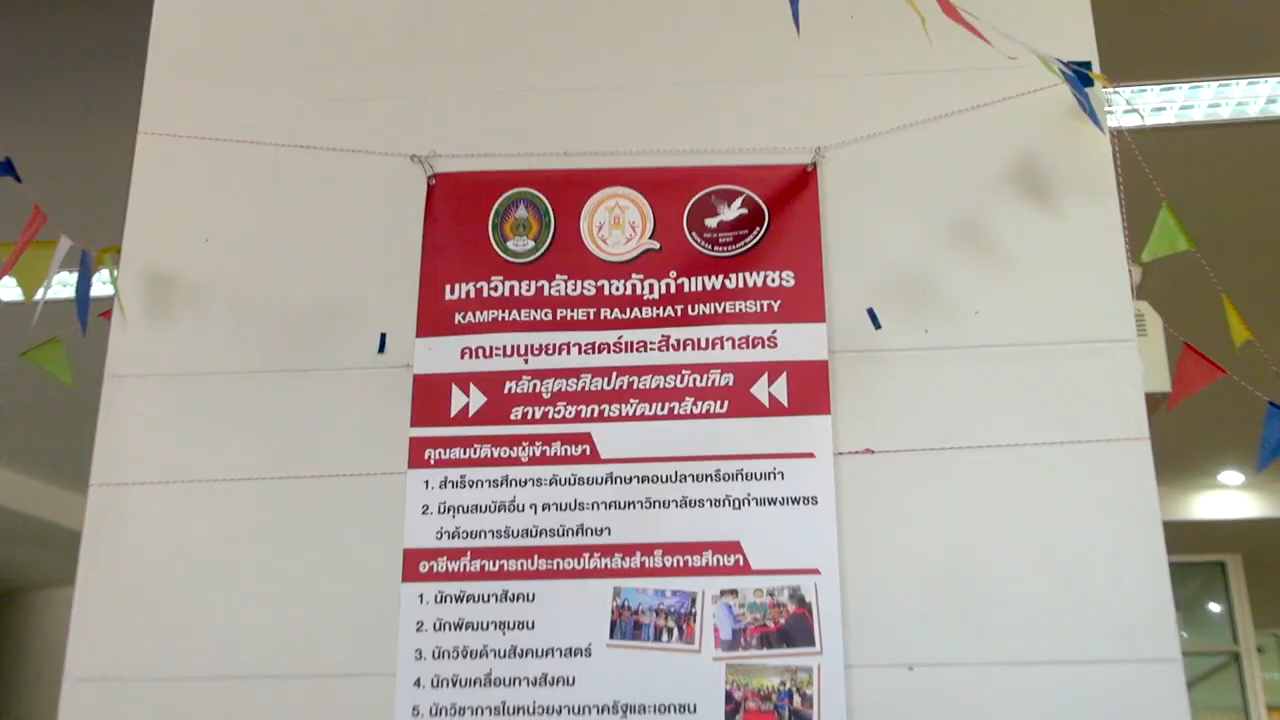 SOCIAL DEVELOPMENT
มหาวิทยาลัยราชภัฏกำแพงเพชร
KAMPHAENG PHET RAJABHAT UNIVERSITY
คณะมนุษยศาสตร์และสังคมศาสตร์
หลักสูตรศิลปศาสตรบัณฑิต
สาขาวิชาการพัฒนาสังคม
คุณสมบัติของผู้เข้าศึกษา
1. สำเร็จการศึกษาระดับมัธยมศึกษาตอนปลายหรือเทียบเท่า
2. มีคุณสมบัติอื่น ๆ ตามประกาศมหาวิทยาลัยราชภัฏกำแพงเพชร
ว่าด้วยการรับสมัครนักศึกษา
อาชีพที่สามารถประกอบได้หลังสำเร็จการศึกษา
1. นักพัฒนาสังคม
2. นักพัฒนาชุมชน
3. นักวิจัยด้านสังคมศาสตร์
4. นักขับเคลื่อนทางสังคม
5. นักวิชาการในหน่วยงานภาครัฐและเอกชน